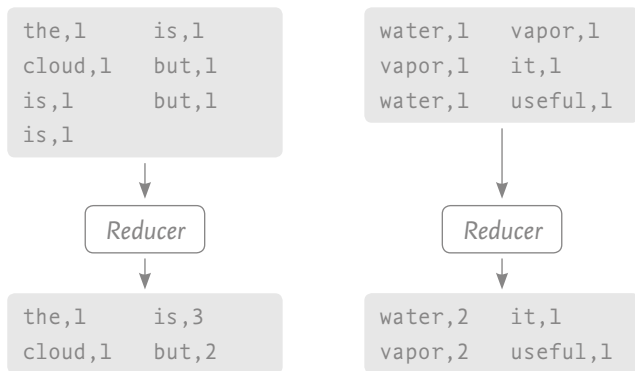 the,1 is,1
cloud,1 but,1
is,1 but,1
is,1
Reducer
the,1 is,3
cloud,1 but,2
water,1 vapor,1
vapor,1 it,1
water,1 useful,1
Reducer
water,2 it,1
vapor,2 useful,1